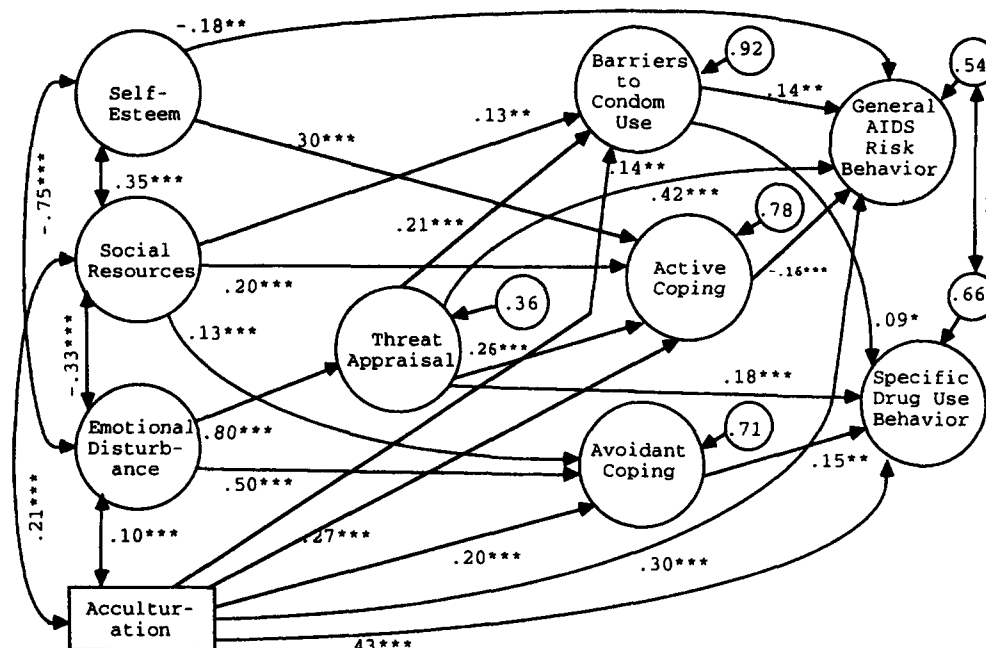 -.18**
Self-
Esteem
.30***
.35***
-.75***
Social
Resources
.20***
.13***
-.33***
Emotional
Disturb-
ance
.80***
.50***
.10***
.21***
Accultur-
ation
.13**
.21***
Threat
Appraisal
.36
.26***
.27***
.20***
.43***
Barriers
to
Condom
Use
.92
.14**
.14**
.42***
Active
Coping
.78
-.16***
Avoidant
Coping
.71
.18***
.15**
.30***
.09*
General
AIDS
Risk
Behavior
.54
.66
Specific
Drug Use
Behavior